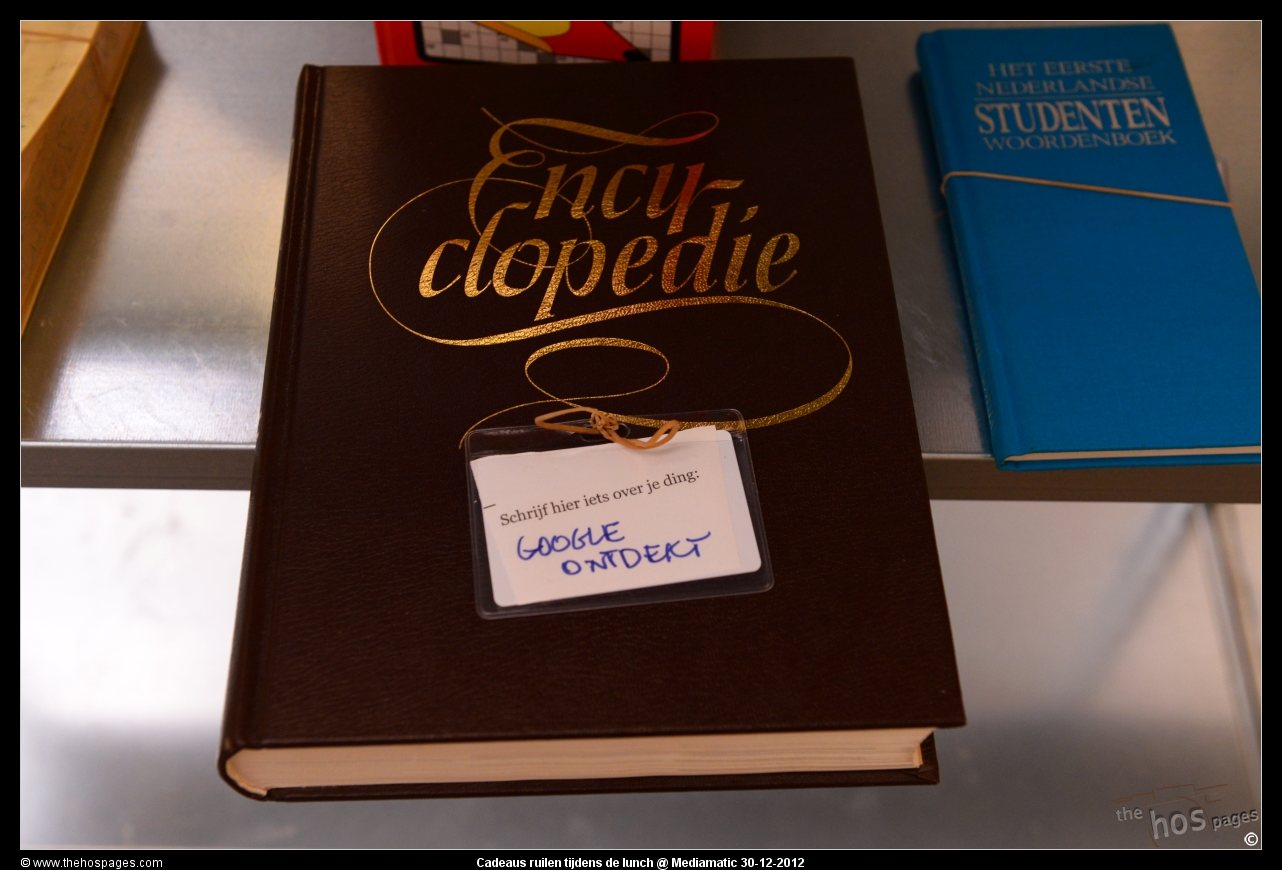 Ency
clopedie
HET EERSTE
NEDERLANDSE
STUDENTEN
WOORDENBOEK
Schrijf hier iets over je ding:
GOOGLE
ONTDEKT
the hos pages
©
© www.thehospages.com
Cadeaus ruilen tijdens de lunch @ Mediamatic 30-12-2012